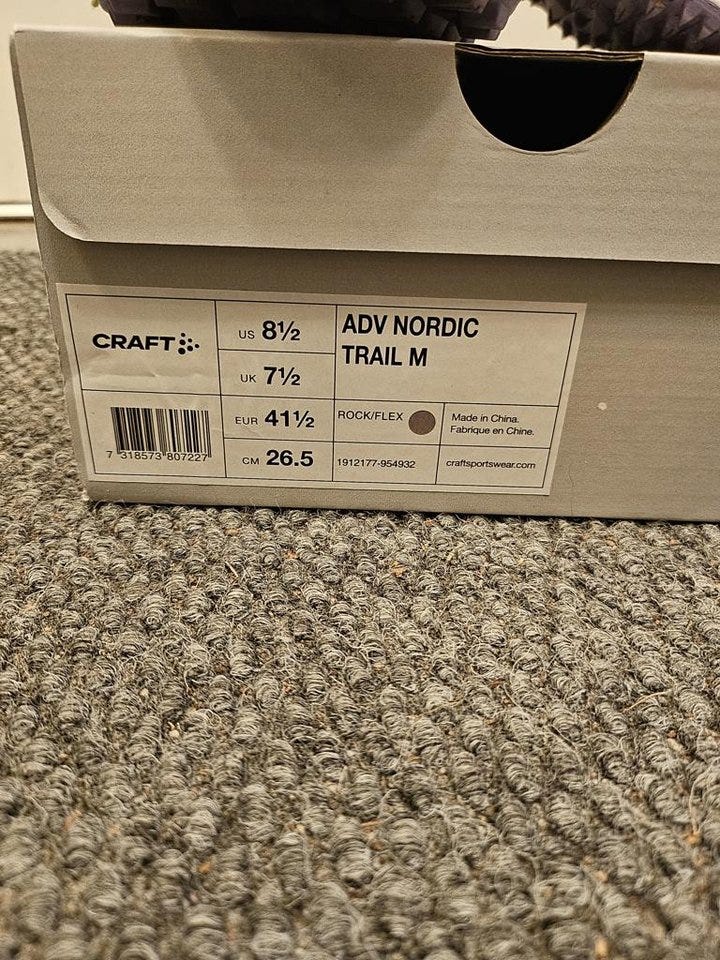 CRAFT
US 8½
UK 7½
EUR 41½
CM 26.5
ADV NORDIC
TRAIL M
ROCK/FLEX
Made in China.
Fabrique en Chine.
1912177-954932
craftsportswear.com
7 318573 807227